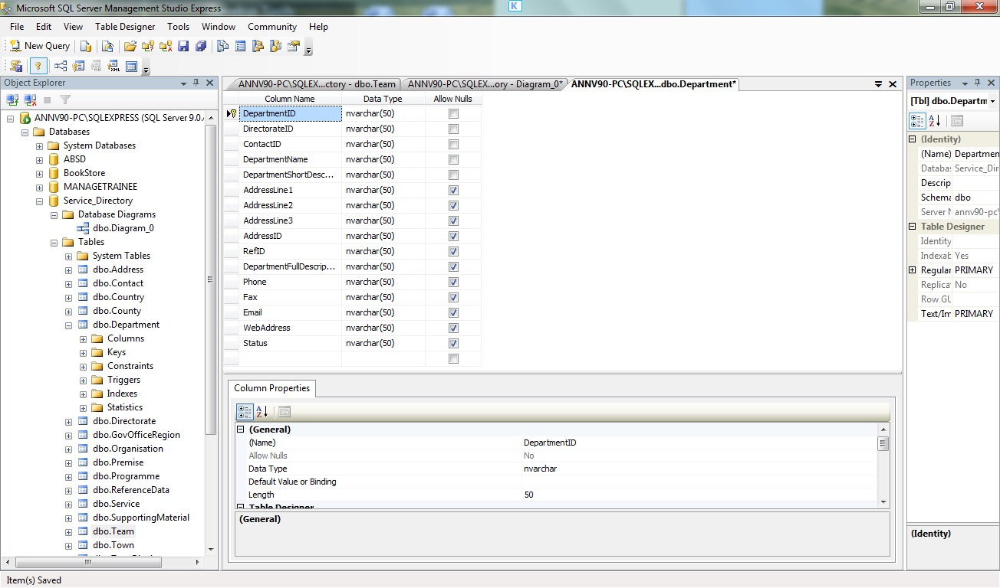 Microsoft SQL Server Management Studio Express
K
File Edit View Table Designer Tools Window Community Help
New Query
Object Explorer
ANNV90-PC\SQLEXPRESS (SQL Server 9.0.
Databases
System Databases
ABSD
BookStore
MANAGETRAINEE
Service_Directory
Database Diagrams
dbo.Diagram_0
Tables
System Tables
dbo.Address
dbo.Contact
dbo.Country
dbo.County
dbo.Department
Columns
Keys
Constraints
Triggers
Indexes
Statistics
dbo.Directorate
dbo.GovOfficeRegion
dbo.Organisation
dbo.Premise
dbo.Programme
dbo.ReferenceData
dbo.Service
dbo.SupportingMaterial
dbo.Team
dbo.Town
ANNV90-PC\SQLEX...ctory - dbo.Team
ANNV90-PC\SQLEX...ory - Diagram_0*
ANNV90-PC\SQLEX...dbo.Department*
Column Name Data Type Allow Nulls
DepartmentID nvarchar(50)
DirectorateID nvarchar(50)
ContactID nvarchar(50)
DepartmentName nvarchar(50)
DepartmentShortDesc... nvarchar(50)
AddressLine1 nvarchar(50)
AddressLine2 nvarchar(50)
AddressLine3 nvarchar(50)
AddressID nvarchar(50)
RefID nvarchar(50)
DepartmentFullDescrip... nvarchar(50)
Phone nvarchar(50)
Fax nvarchar(50)
Email nvarchar(50)
WebAddress nvarchar(50)
Status nvarchar(50)
Column Properties
(General)
(Name) DepartmentID
Allow Nulls No
Data Type nvarchar
Default Value or Binding
Length 50
Table Designer
(General)
Properties
[Tbl] dbo.Departm
(Identity)
(Name) Departmen
Databas Service_Dir
Descrip
Schema dbo
Server N annv90-pc\
Table Designer
Identity
Indexab Yes
Regular PRIMARY
Replica No
Row GU
Text/Im PRIMARY
(Identity)
Item(s) Saved